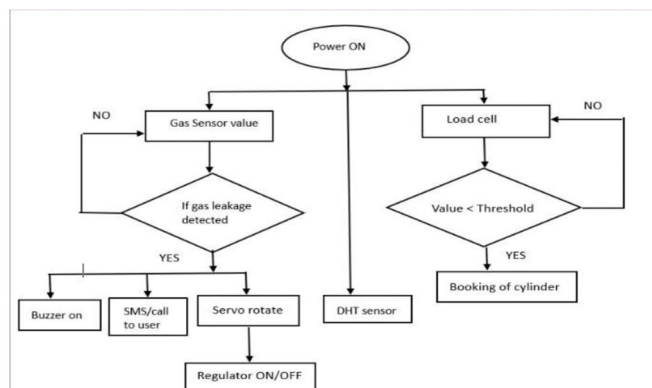 Power ON
NO
Gas Sensor value
Load cell
NO
If gas leakage
detected
Value < Threshold
YES
YES
Buzzer on
SMS/call
to user
Servo rotate
DHT sensor
Booking of cylinder
Regulator ON/OFF